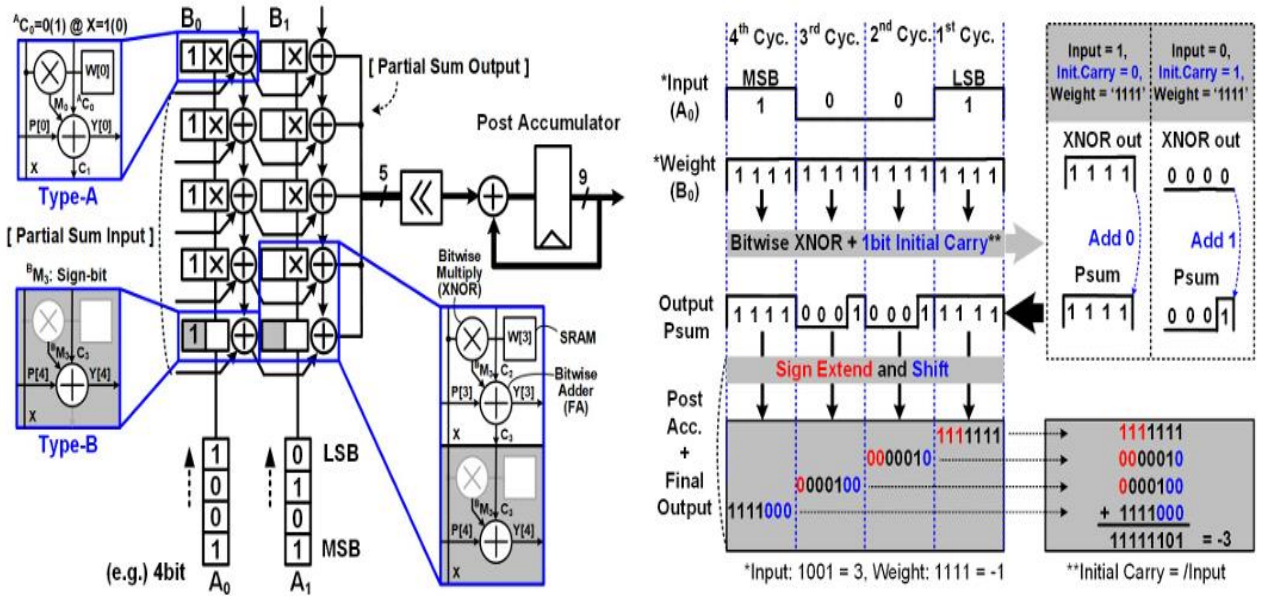 ᴬC₀=0(1) @ X=1(0)
B₀ B₁
W[0]
M₀ ᴬC₀
P[0] Y[0]
X C₁
Type-A
1 X
X
X X
X X
X X
1
[ Partial Sum Output ]
Post Accumulator
5
9
[ Partial Sum Input ]
ᴮM₃: Sign-bit
ᴮM₃ C₃
P[4] Y[4]
X
Type-B
Bitwise
Multiply
(XNOR)
W[3]
SRAM
ᴮM₃ C₂
P[3] Y[3]
Bitwise
Adder
(FA)
X C₃
ᴮM₃ C₃
P[4] Y[4]
X
1 0 LSB
0 1
0 0
1 1 MSB
(e.g.) 4bit
A₀ A₁
4th Cyc. 3rd Cyc. 2nd Cyc. 1st Cyc.
*Input
(A₀)
MSB LSB
1 0 0 1
*Weight
(B₀)
1 1 1 1 1 1 1 1 1 1 1 1 1 1 1 1
Bitwise XNOR + 1bit Initial Carry**
Output
Psum
1 1 1 1 0 0 0 1 0 0 0 1 1 1 1 1
Sign Extend and Shift
Post
Acc.
+
Final
Output
1111111
0000010
0000100
1111000
*Input: 1001 = 3, Weight: 1111 = -1
Input = 1,
Init.Carry = 0,
Weight = ‘1111’
XNOR out
1 1 1 1
Add 0
Psum
1 1 1 1
Input = 0,
Init.Carry = 1,
Weight = ‘1111’
XNOR out
0 0 0 0
Add 1
Psum
0 0 0 1
1111111
0000010
0000100
+ 1111000
11111101 = -3
**Initial Carry = /Input